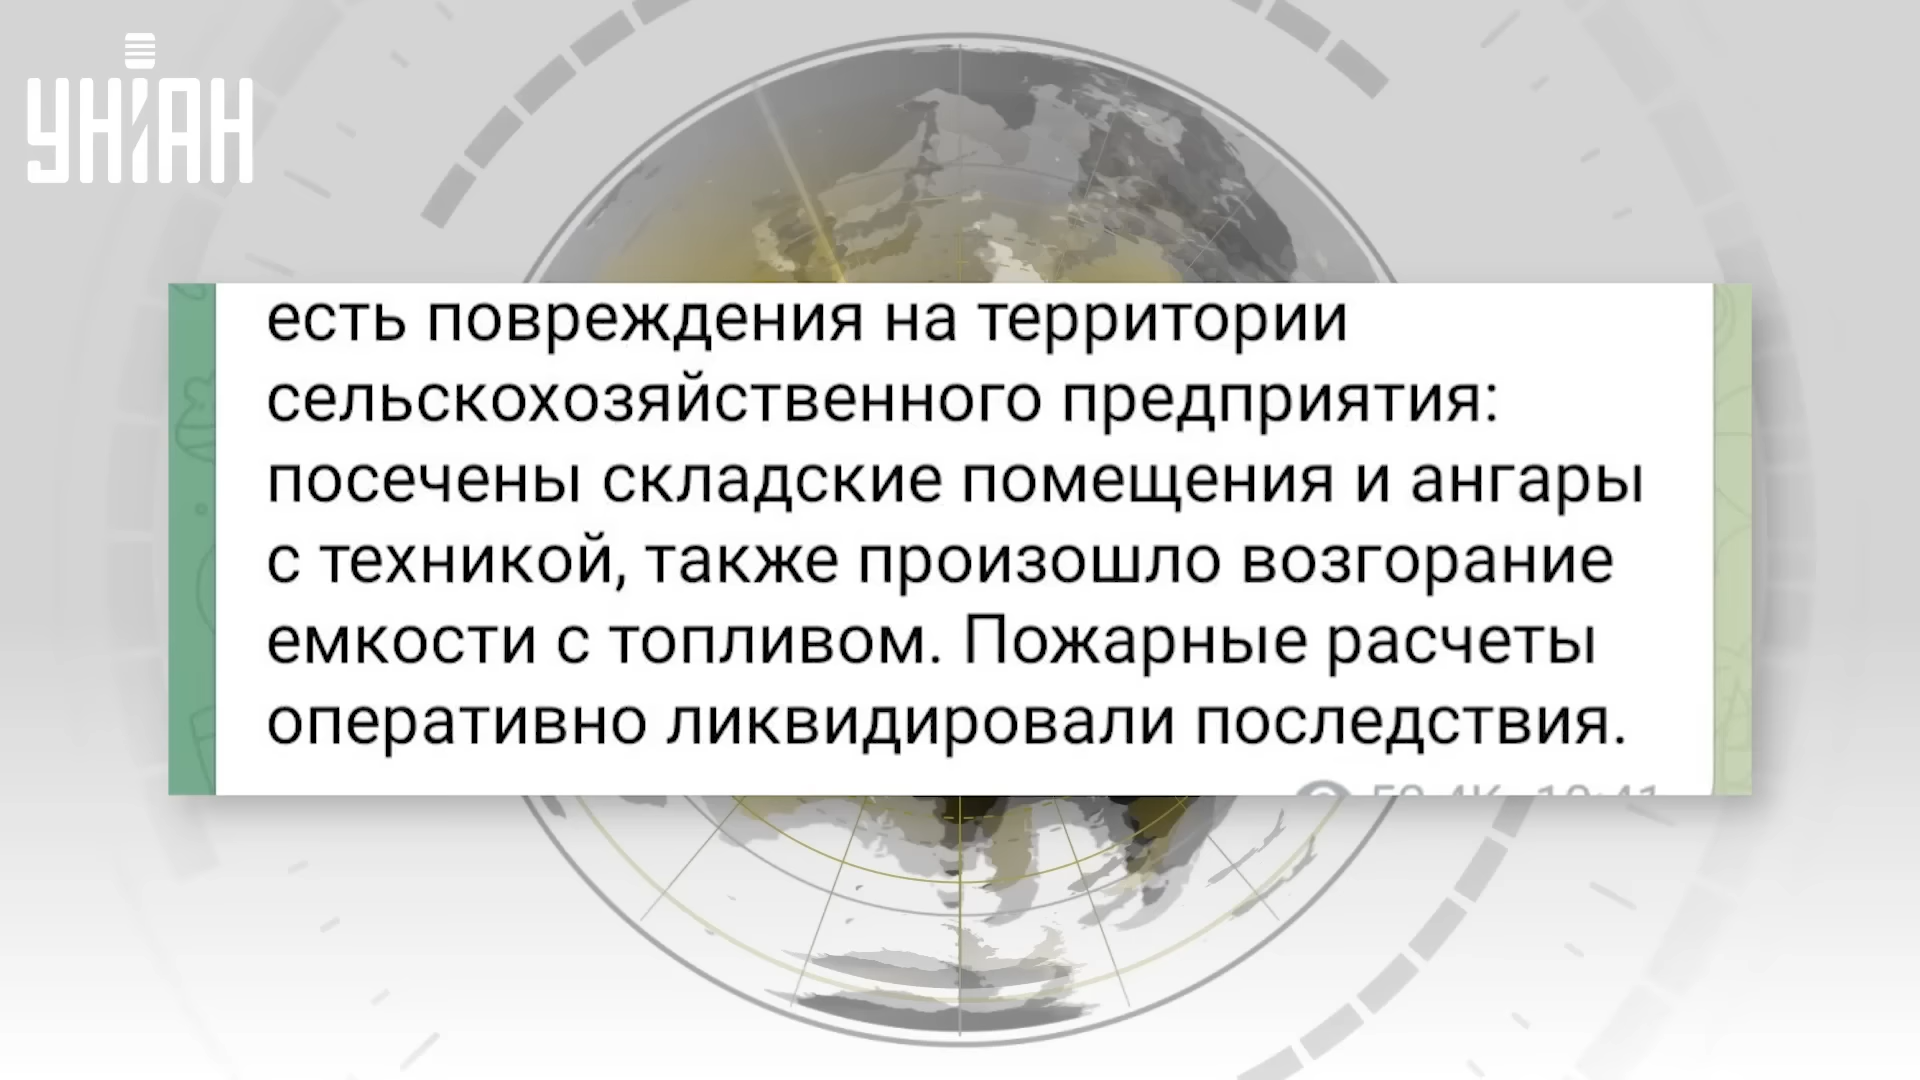 УНІАН
есть повреждения на территории
сельскохозяйственного предприятия:
посечены складские помещения и ангары
с техникой, также произошло возгорание
емкости с топливом. Пожарные расчеты
оперативно ликвидировали последствия.